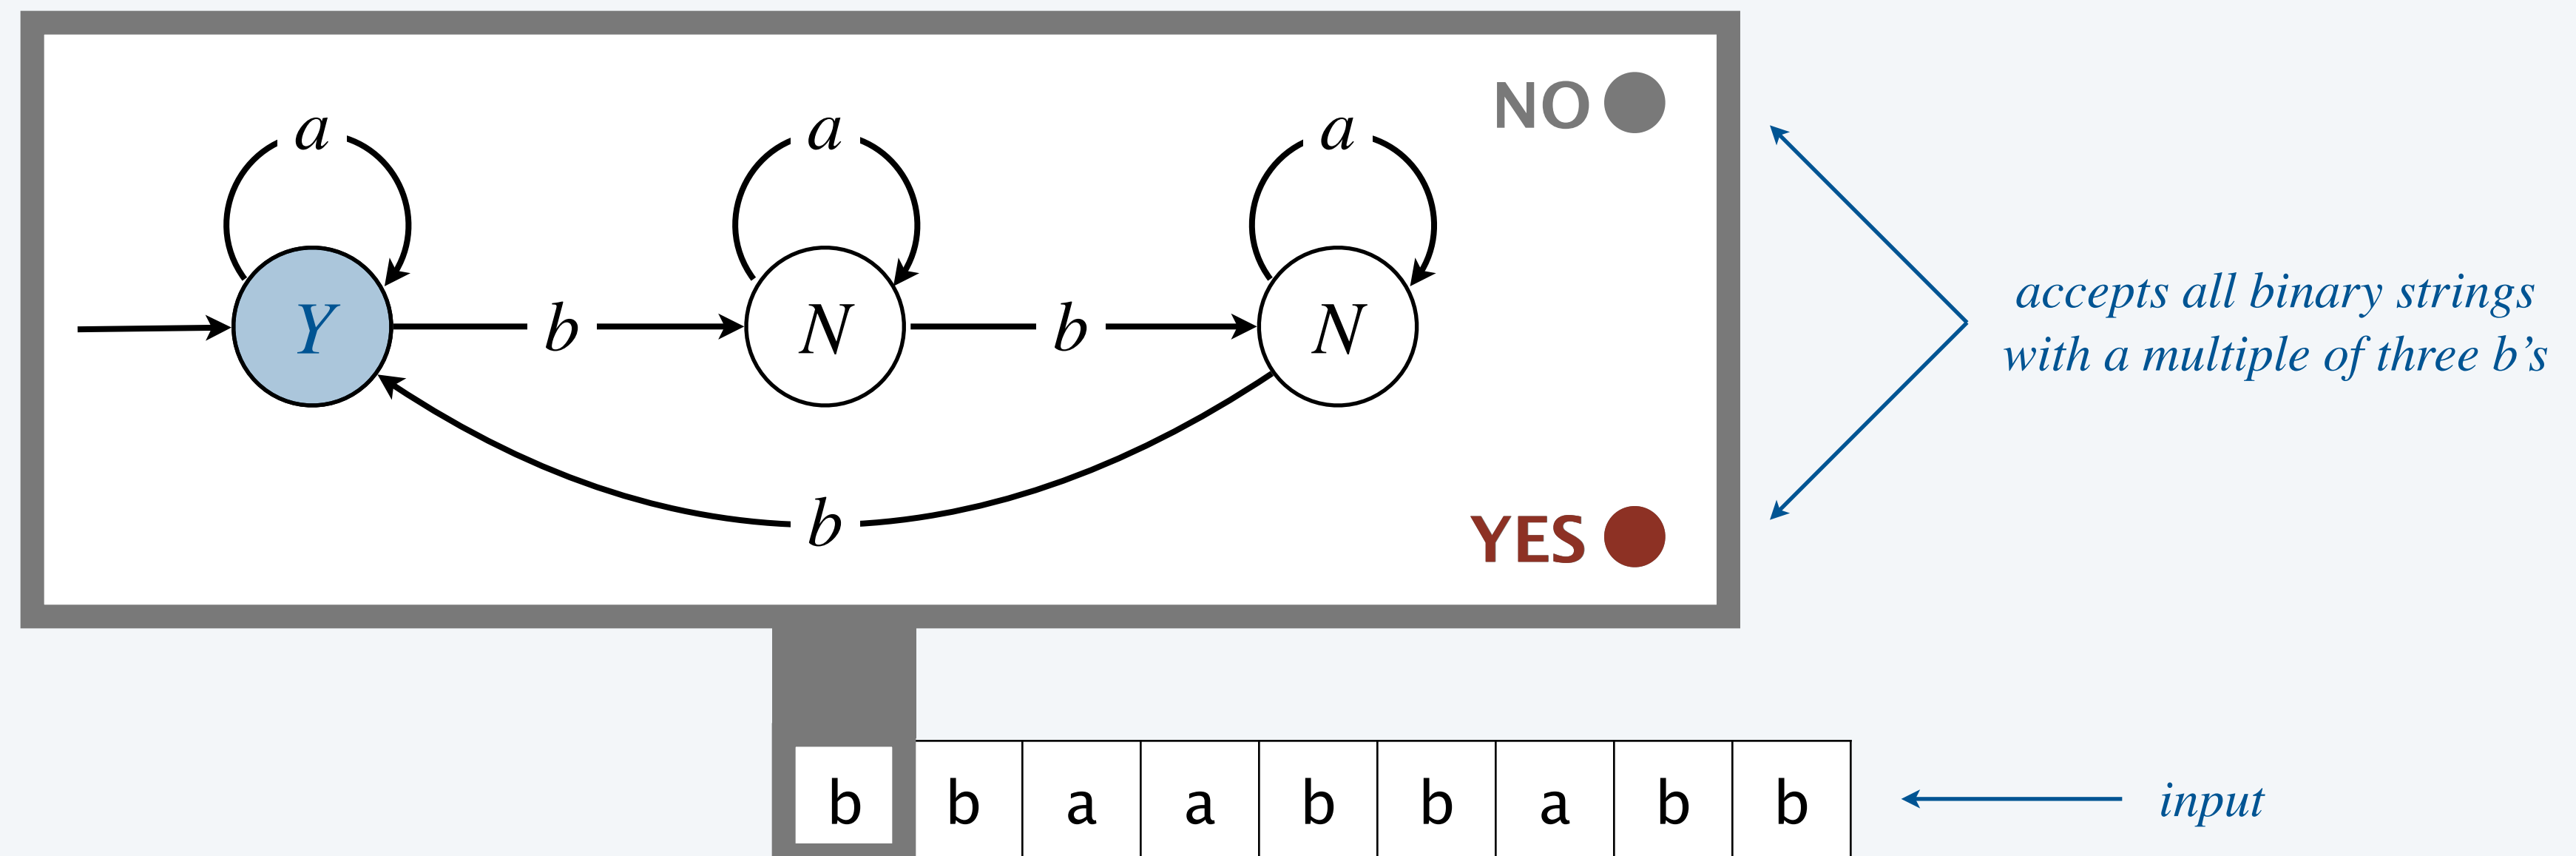 a a a
NO
Y b N b N
accepts all binary strings
with a multiple of three b’s
b
YES
b b a a b b a b b
input